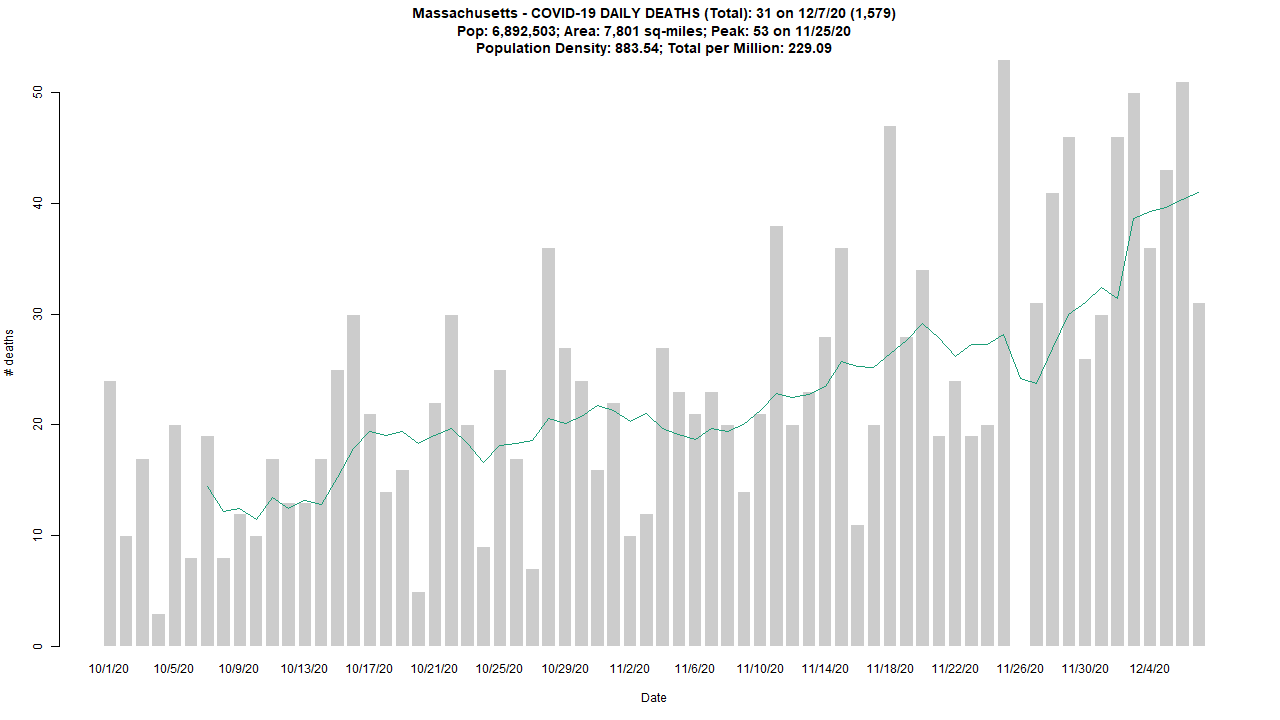 Massachusetts - COVID-19 DAILY DEATHS (Total): 31 on 12/7/20 (1,579)
Pop: 6,892,503; Area: 7,801 sq-miles; Peak: 53 on 11/25/20
Population Density: 883.54; Total per Million: 229.09
50
40
30
20
10
0
# deaths
10/1/20 10/5/20 10/9/20 10/13/20 10/17/20 10/21/20 10/25/20 10/29/20 11/2/20 11/6/20 11/10/20 11/14/20 11/18/20 11/22/20 11/26/20 11/30/20 12/4/20
Date